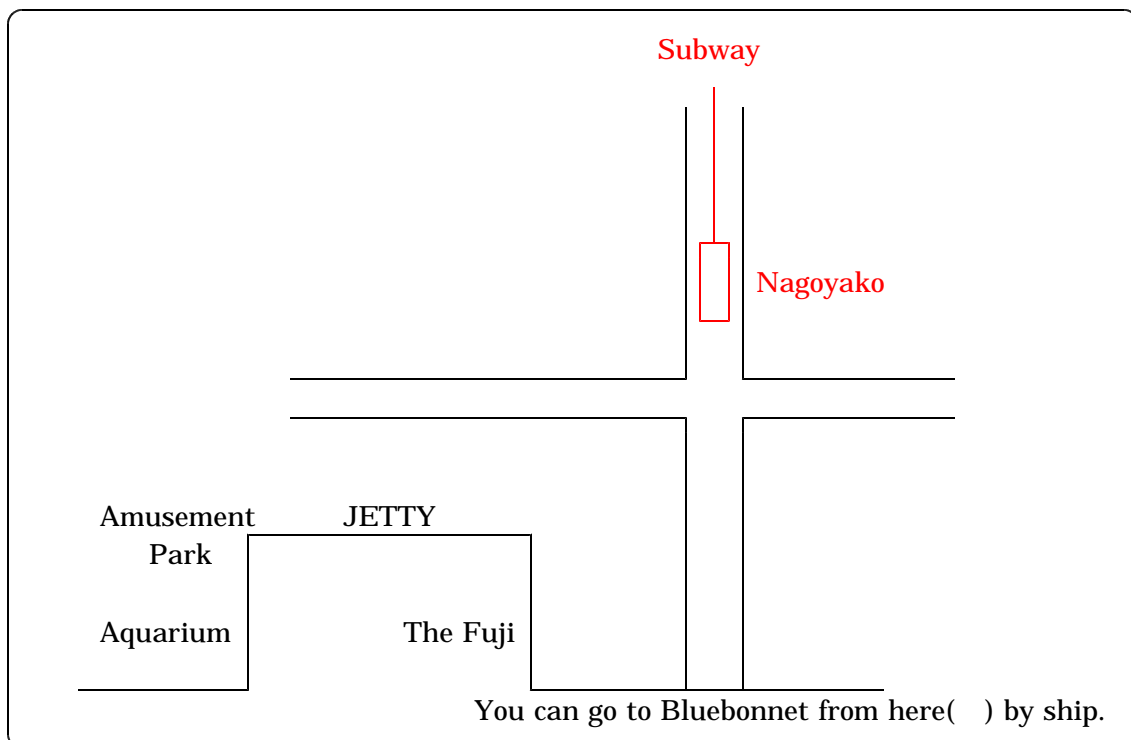 Subway
Nagoyako
Amusement
Park
JETTY
Aquarium
The Fuji
You can go to Bluebonnet from here(   ) by ship.